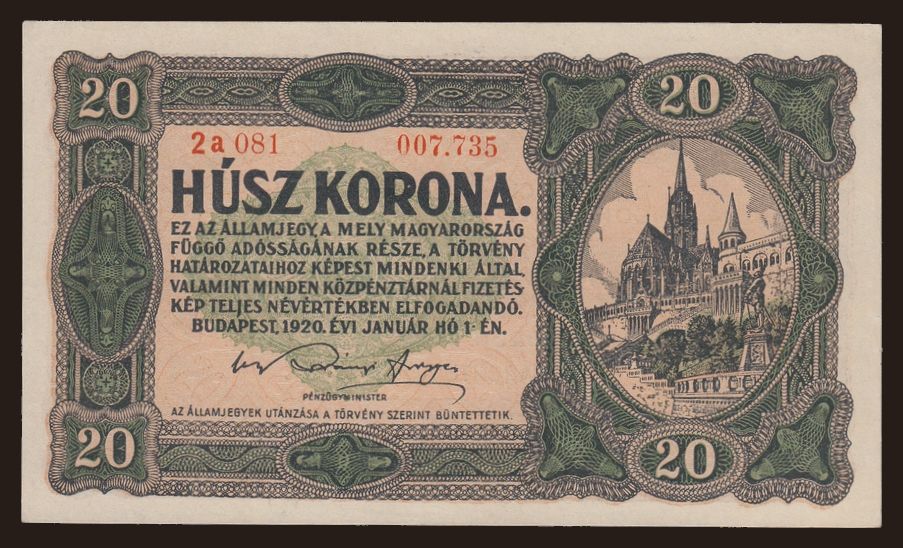 20 20
2a 081 007.735
HÚSZ KORONA.
EZ AZ ÁLLAMJEGY, A MELY MAGYARORSZÁG
FÜGGŐ ADÓSSÁGÁNAK RÉSZE, A TÖRVÉNY
HATÁROZATAIHOZ KÉPEST MINDENKI ÁLTAL,
VALAMINT MINDEN KÖZPÉNZTÁRNÁL FIZETÉS-
KÉP TELJES NÉVÉRTÉKBEN ELFOGADANDÓ.
BUDAPEST, 1920. ÉVI JANUÁR HÓ 1-ÉN.
PÉNZÜGYMINISTER
AZ ÁLLAMJEGYEK UTÁNZÁSA A TÖRVÉNY SZERINT BÜNTETTETIK.
20 20